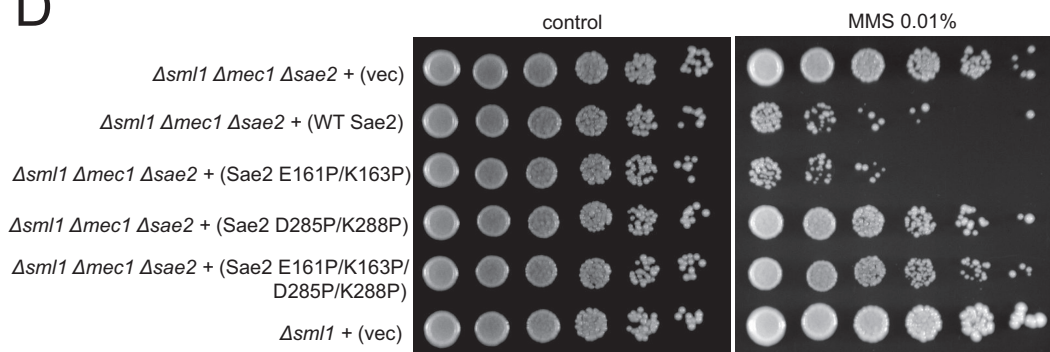 D
control
MMS 0.01%
Δsml1 Δmec1 Δsae2 + (vec)
Δsml1 Δmec1 Δsae2 + (WT Sae2)
Δsml1 Δmec1 Δsae2 + (Sae2 E161P/K163P)
Δsml1 Δmec1 Δsae2 + (Sae2 D285P/K288P)
Δsml1 Δmec1 Δsae2 + (Sae2 E161P/K163P/
D285P/K288P)
Δsml1 + (vec)